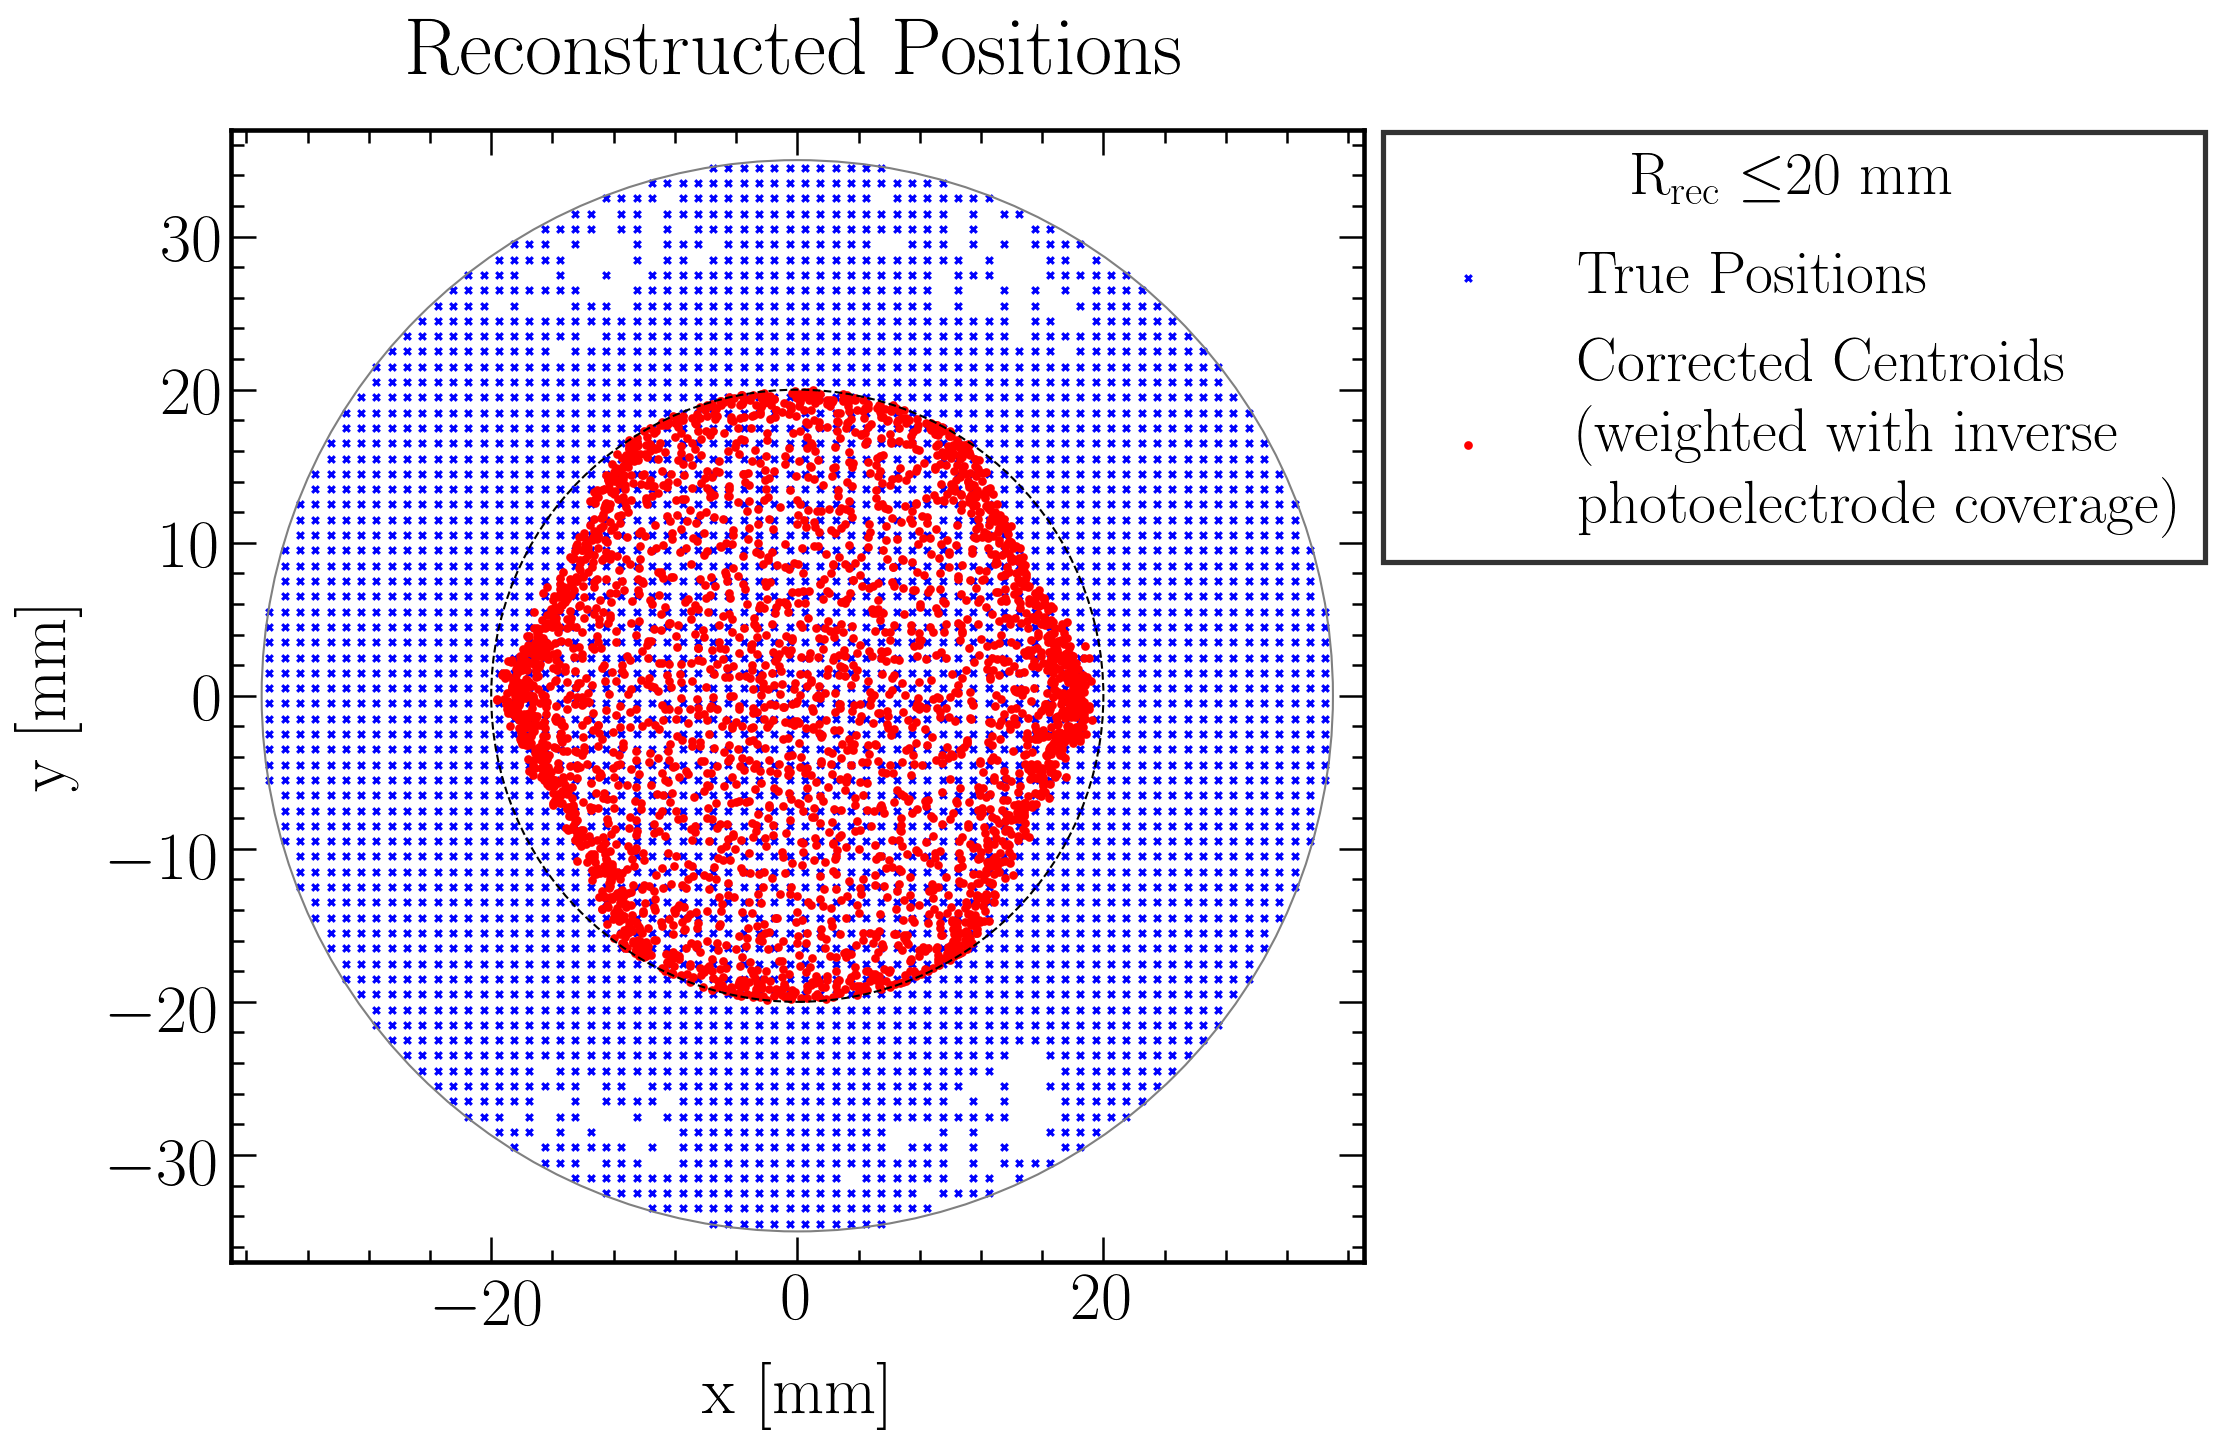 Reconstructed Positions
R_rec ≤20 mm
True Positions
Corrected Centroids
(weighted with inverse
photoelectrode coverage)
y [mm]
30
20
10
0
−10
−20
−30
−20 0 20
x [mm]